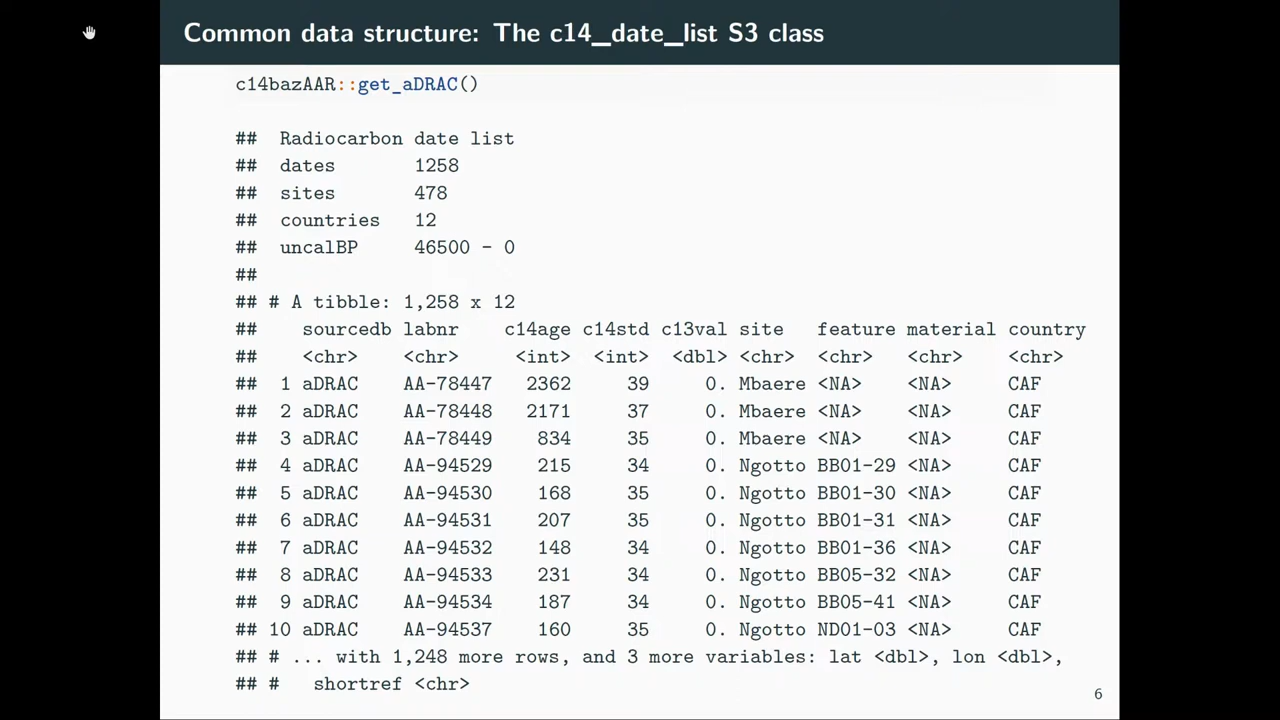 Common data structure: The c14_date_list S3 class
c14bazAAR::get_aDRAC()
##  Radiocarbon date list
##  dates       1258
##  sites       478
##  countries   12
##  uncalBP     46500 - 0
##
## # A tibble: 1,258 x 12
##    sourcedb labnr    c14age c14std c13val site   feature material country
##    <chr>    <chr>     <int>  <int>  <dbl> <chr>  <chr>   <chr>    <chr>
##  1 aDRAC    AA-78447   2362     39     0. Mbaere <NA>    <NA>     CAF
##  2 aDRAC    AA-78448   2171     37     0. Mbaere <NA>    <NA>     CAF
##  3 aDRAC    AA-78449    834     35     0. Mbaere <NA>    <NA>     CAF
##  4 aDRAC    AA-94529    215     34     0. Ngotto BB01-29 <NA>     CAF
##  5 aDRAC    AA-94530    168     35     0. Ngotto BB01-30 <NA>     CAF
##  6 aDRAC    AA-94531    207     35     0. Ngotto BB01-31 <NA>     CAF
##  7 aDRAC    AA-94532    148     34     0. Ngotto BB01-36 <NA>     CAF
##  8 aDRAC    AA-94533    231     34     0. Ngotto BB05-32 <NA>     CAF
##  9 aDRAC    AA-94534    187     34     0. Ngotto BB05-41 <NA>     CAF
## 10 aDRAC    AA-94537    160     35     0. Ngotto ND01-03 <NA>     CAF
## # ... with 1,248 more rows, and 3 more variables: lat <dbl>, lon <dbl>,
## #   shortref <chr>
6